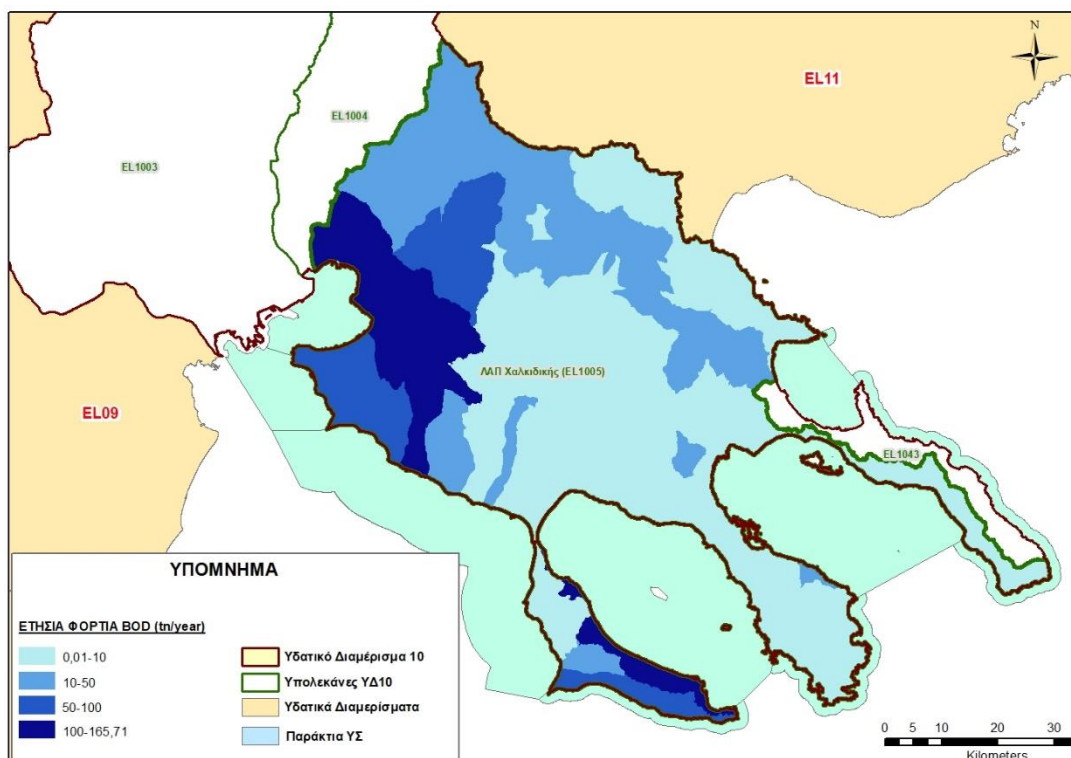 N
EL11
EL1004
EL1003
ΛΑΠ Χαλκιδικής (EL1005)
EL09
EL1043
ΥΠΟΜΝΗΜΑ
ΕΤΗΣΙΑ ΦΟΡΤΙΑ BOD (tn/year)
0,01-10
10-50
50-100
100-165,71
Υδατικό Διαμέρισμα 10
Υπολεκάνες ΥΔ10
Υδατικά Διαμερίσματα
Παράκτια ΥΣ
0 5 10 20 30
Kilometers